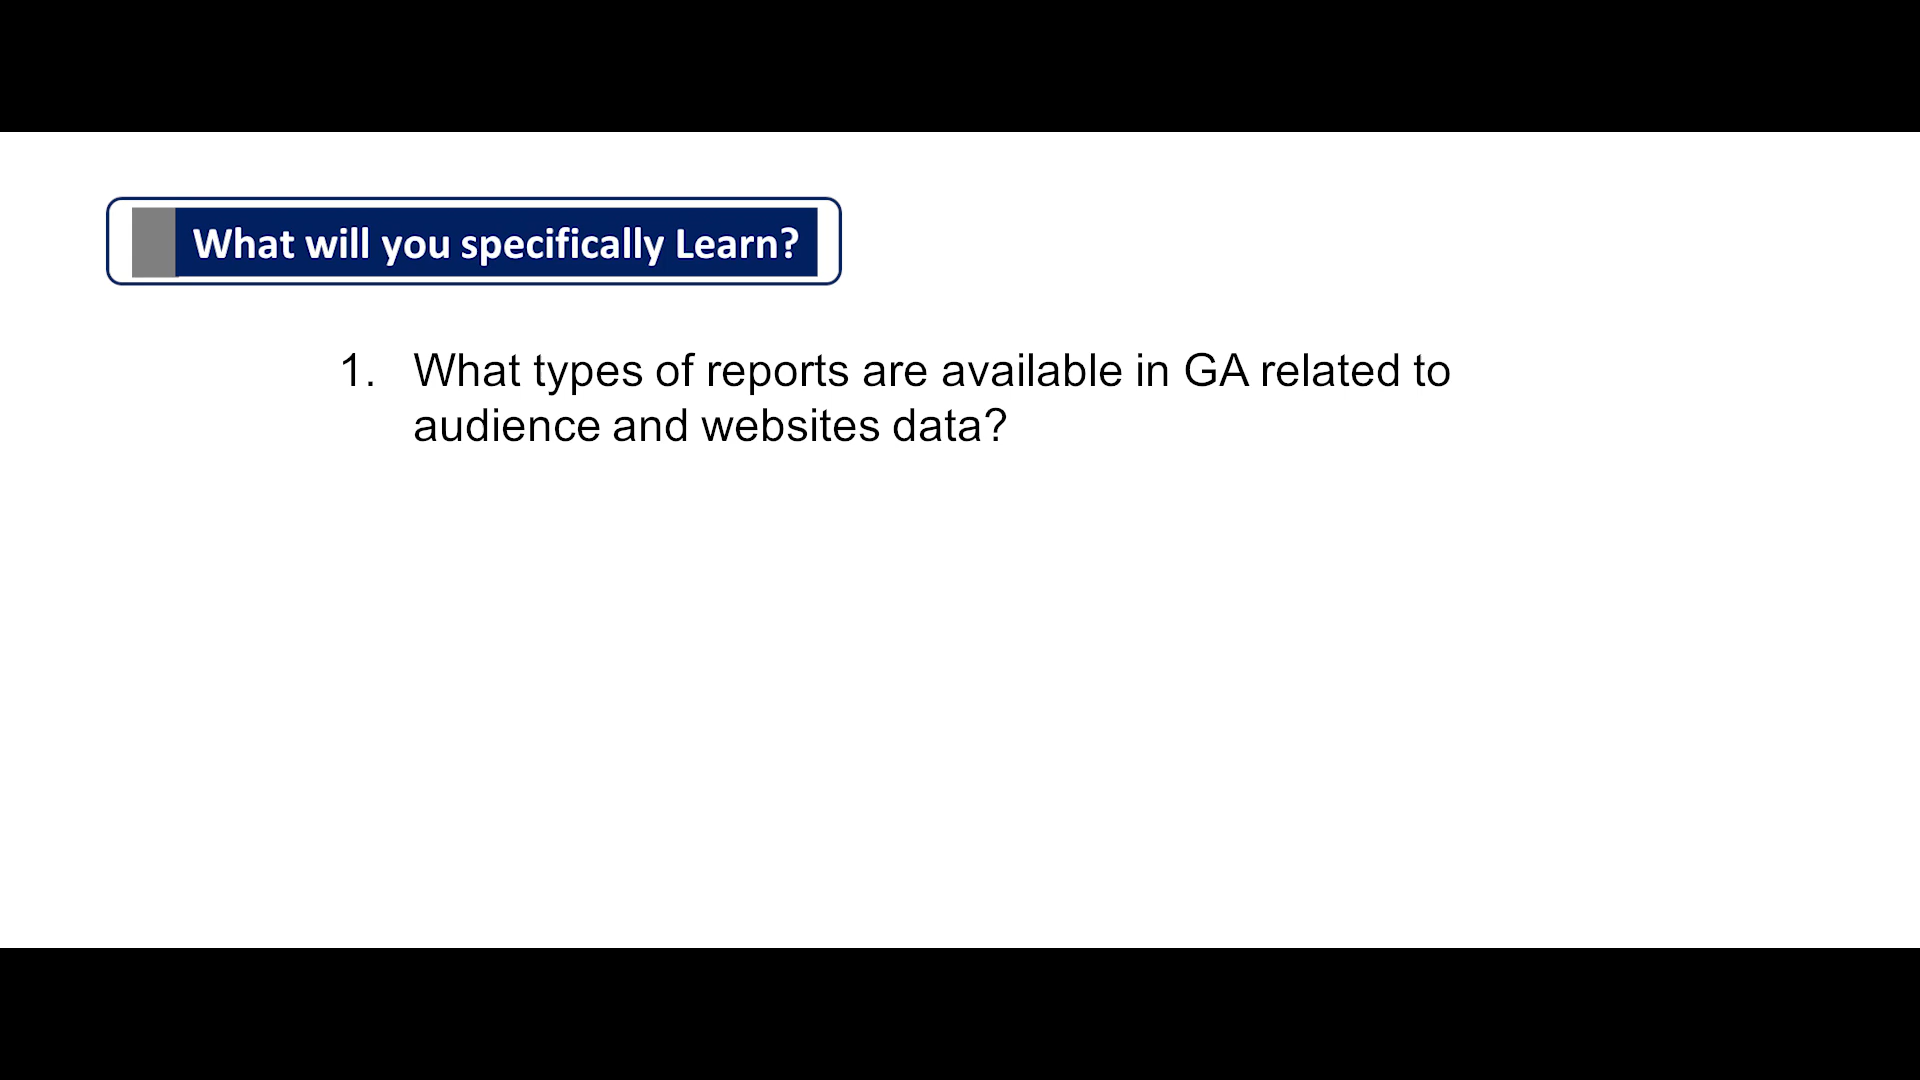 What will you specifically Learn?
1. What types of reports are available in GA related to
audience and websites data?